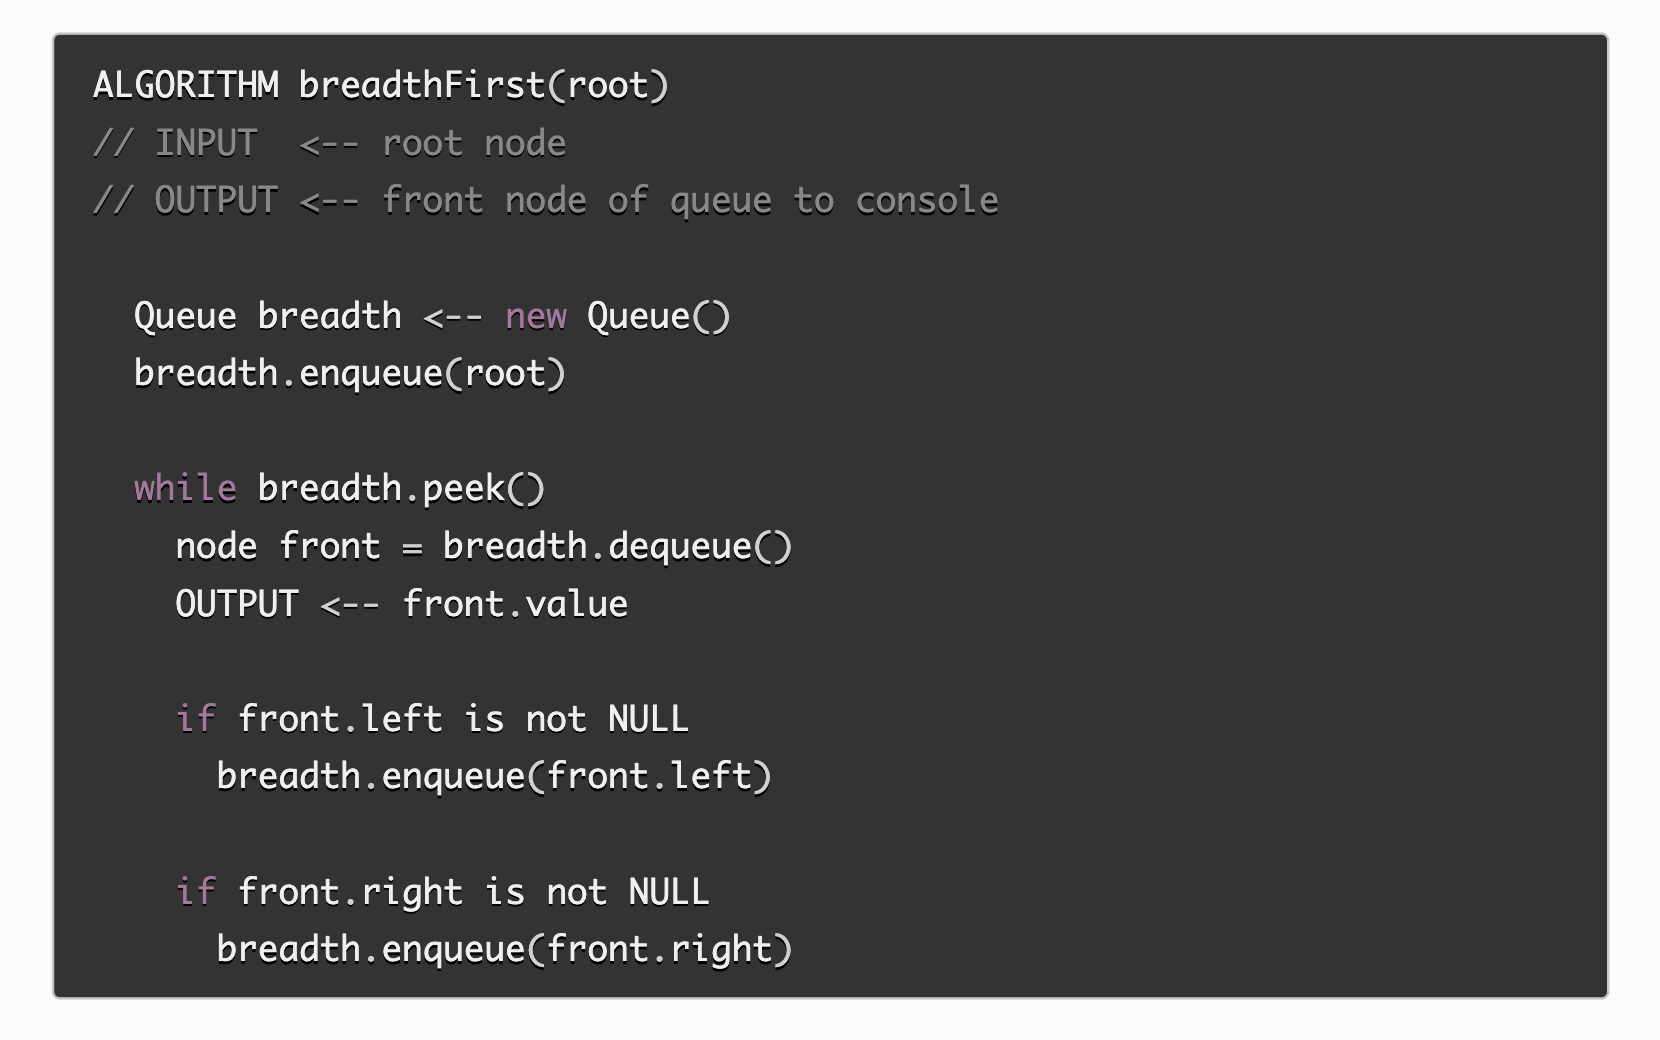 ALGORITHM breadthFirst(root)
// INPUT  <-- root node
// OUTPUT <-- front node of queue to console

  Queue breadth <-- new Queue()
  breadth.enqueue(root)

  while breadth.peek()
    node front = breadth.dequeue()
    OUTPUT <-- front.value

    if front.left is not NULL
      breadth.enqueue(front.left)

    if front.right is not NULL
      breadth.enqueue(front.right)